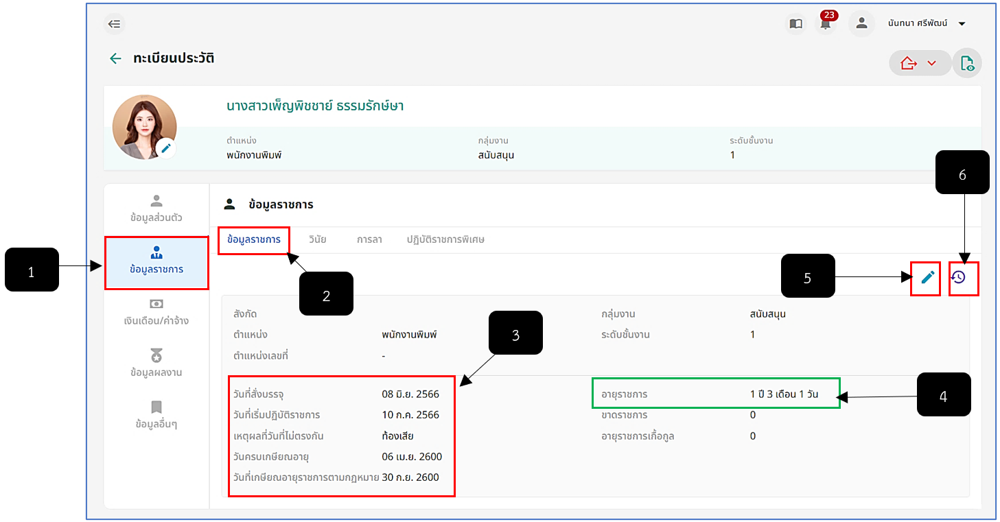 23
นันทนา ศรีพัฒน์
ทะเบียนประวัติ
นางสาวเพ็ญพิชชาย์ ธรรมรักษ์ษา
ตำแหน่ง กลุ่มงาน ระดับชั้นงาน
พนักงานพิมพ์ สนับสนุน 1
6
ข้อมูลส่วนตัว
ข้อมูลราชการ
เงินเดือน/ค่าจ้าง
ข้อมูลผลงาน
ข้อมูลอื่นๆ
1
ข้อมูลราชการ
ข้อมูลราชการ วินัย การลา ปฏิบัติราชการพิเศษ
2
5
สังกัด กลุ่มงาน สนับสนุน
ตำแหน่ง พนักงานพิมพ์ ระดับชั้นงาน 1
ตำแหน่งเลขที่ -
3
วันที่สั่งบรรจุ 08 มิ.ย. 2566 อายุราชการ 1 ปี 3 เดือน 1 วัน
4
วันที่เริ่มปฏิบัติราชการ 10 ก.ค. 2566 ขาดราชการ 0
เหตุผลที่วันที่ไม่ตรงกัน ท้องเสีย อายุราชการเกื้อกูล 0
วันครบเกษียณอายุ 06 เม.ย. 2600
วันที่เกษียณอายุราชการตามกฎหมาย 30 ก.ย. 2600